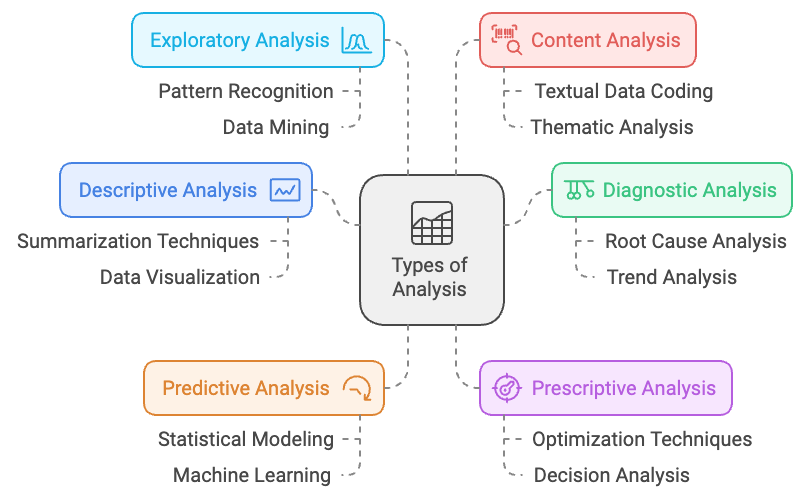 Exploratory Analysis
Pattern Recognition
Data Mining
Content Analysis
Textual Data Coding
Thematic Analysis
Descriptive Analysis
Summarization Techniques
Data Visualization
Types of
Analysis
Diagnostic Analysis
Root Cause Analysis
Trend Analysis
Predictive Analysis
Statistical Modeling
Machine Learning
Prescriptive Analysis
Optimization Techniques
Decision Analysis